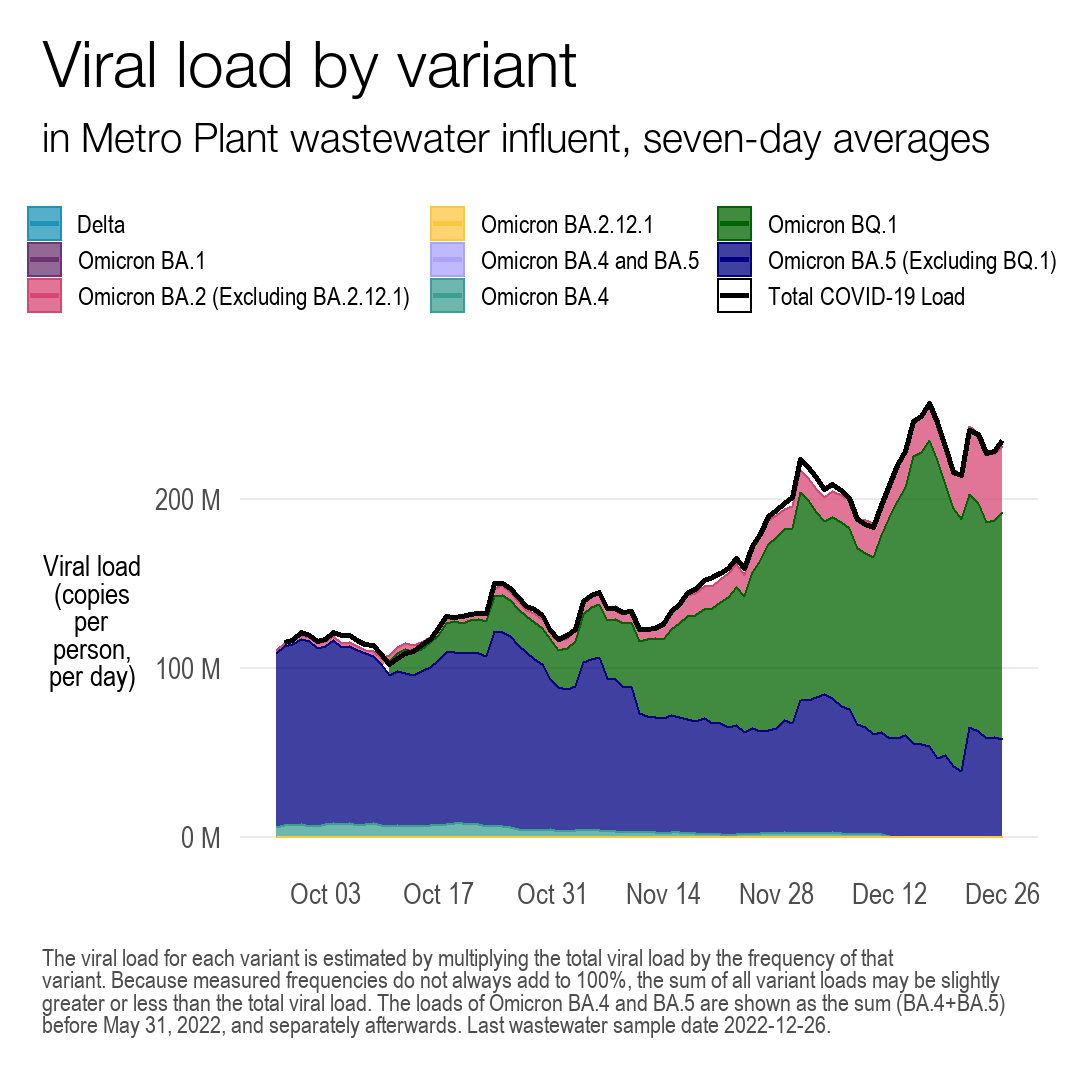 Viral load by variant
in Metro Plant wastewater influent, seven-day averages
Delta
Omicron BA.1
Omicron BA.2 (Excluding BA.2.12.1)
Omicron BA.2.12.1
Omicron BA.4 and BA.5
Omicron BA.4
Omicron BQ.1
Omicron BA.5 (Excluding BQ.1)
Total COVID-19 Load
Viral load
(copies
per
person,
per day)
200 M
100 M
0 M
Oct 03
Oct 17
Oct 31
Nov 14
Nov 28
Dec 12
Dec 26
The viral load for each variant is estimated by multiplying the total viral load by the frequency of that
variant. Because measured frequencies do not always add to 100%, the sum of all variant loads may be slightly
greater or less than the total viral load. The loads of Omicron BA.4 and BA.5 are shown as the sum (BA.4+BA.5)
before May 31, 2022, and separately afterwards. Last wastewater sample date 2022-12-26.